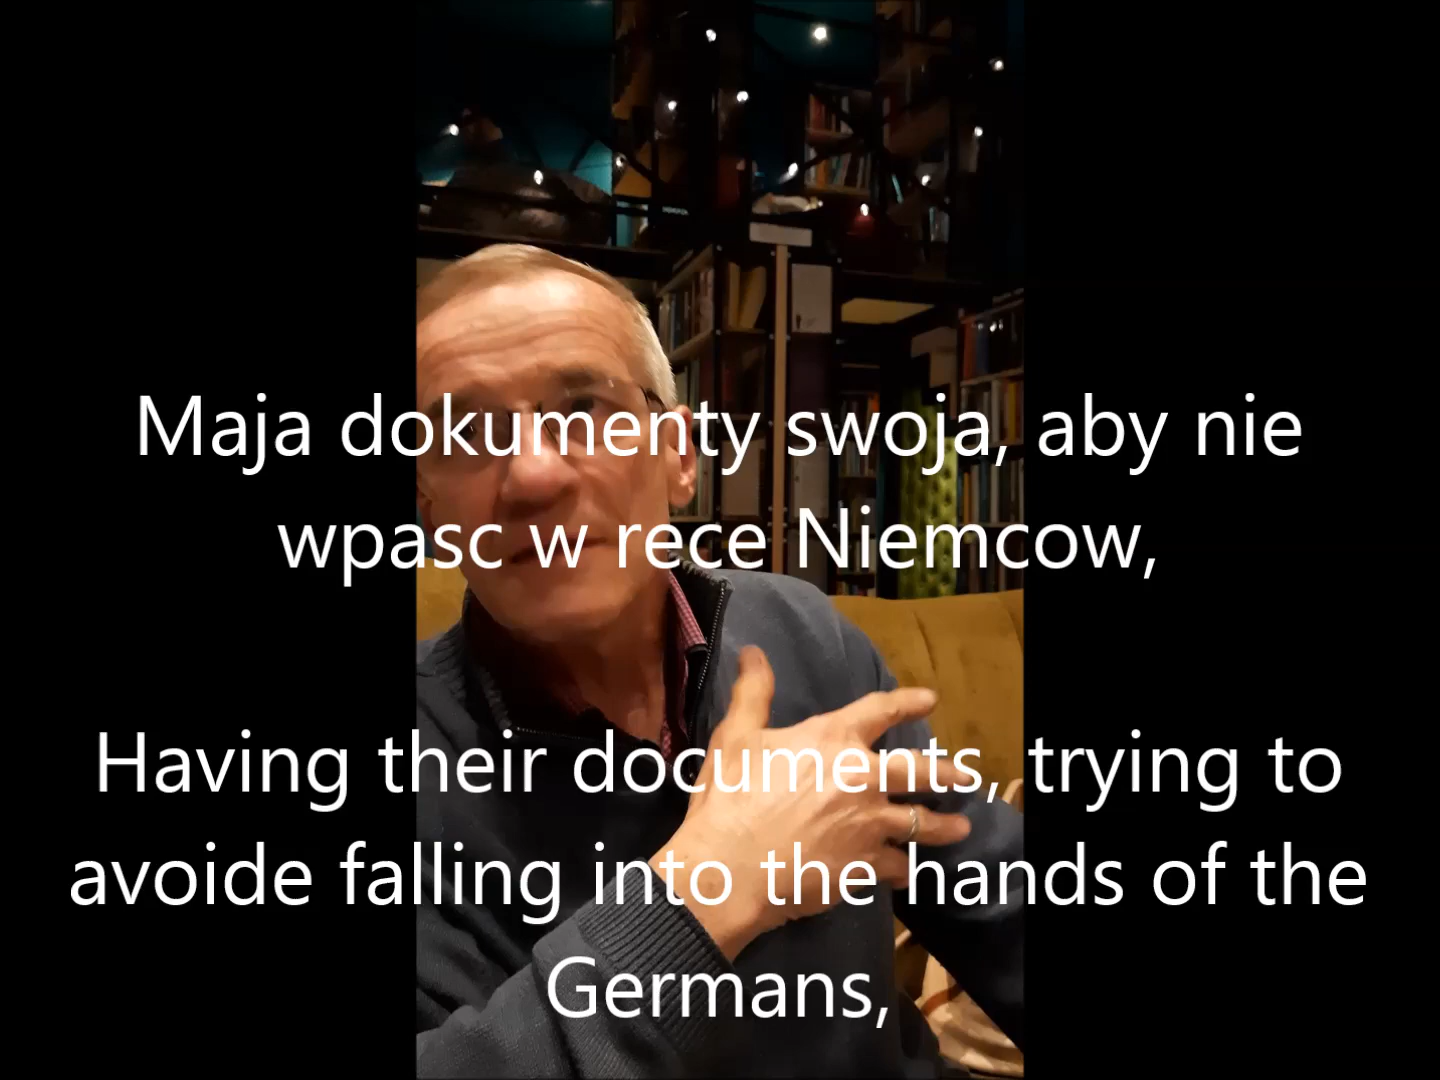 Maja dokumenty swoja, aby nie
wpasc w rece Niemcow,
Having their documents, trying to
avoide falling into the hands of the
Germans,